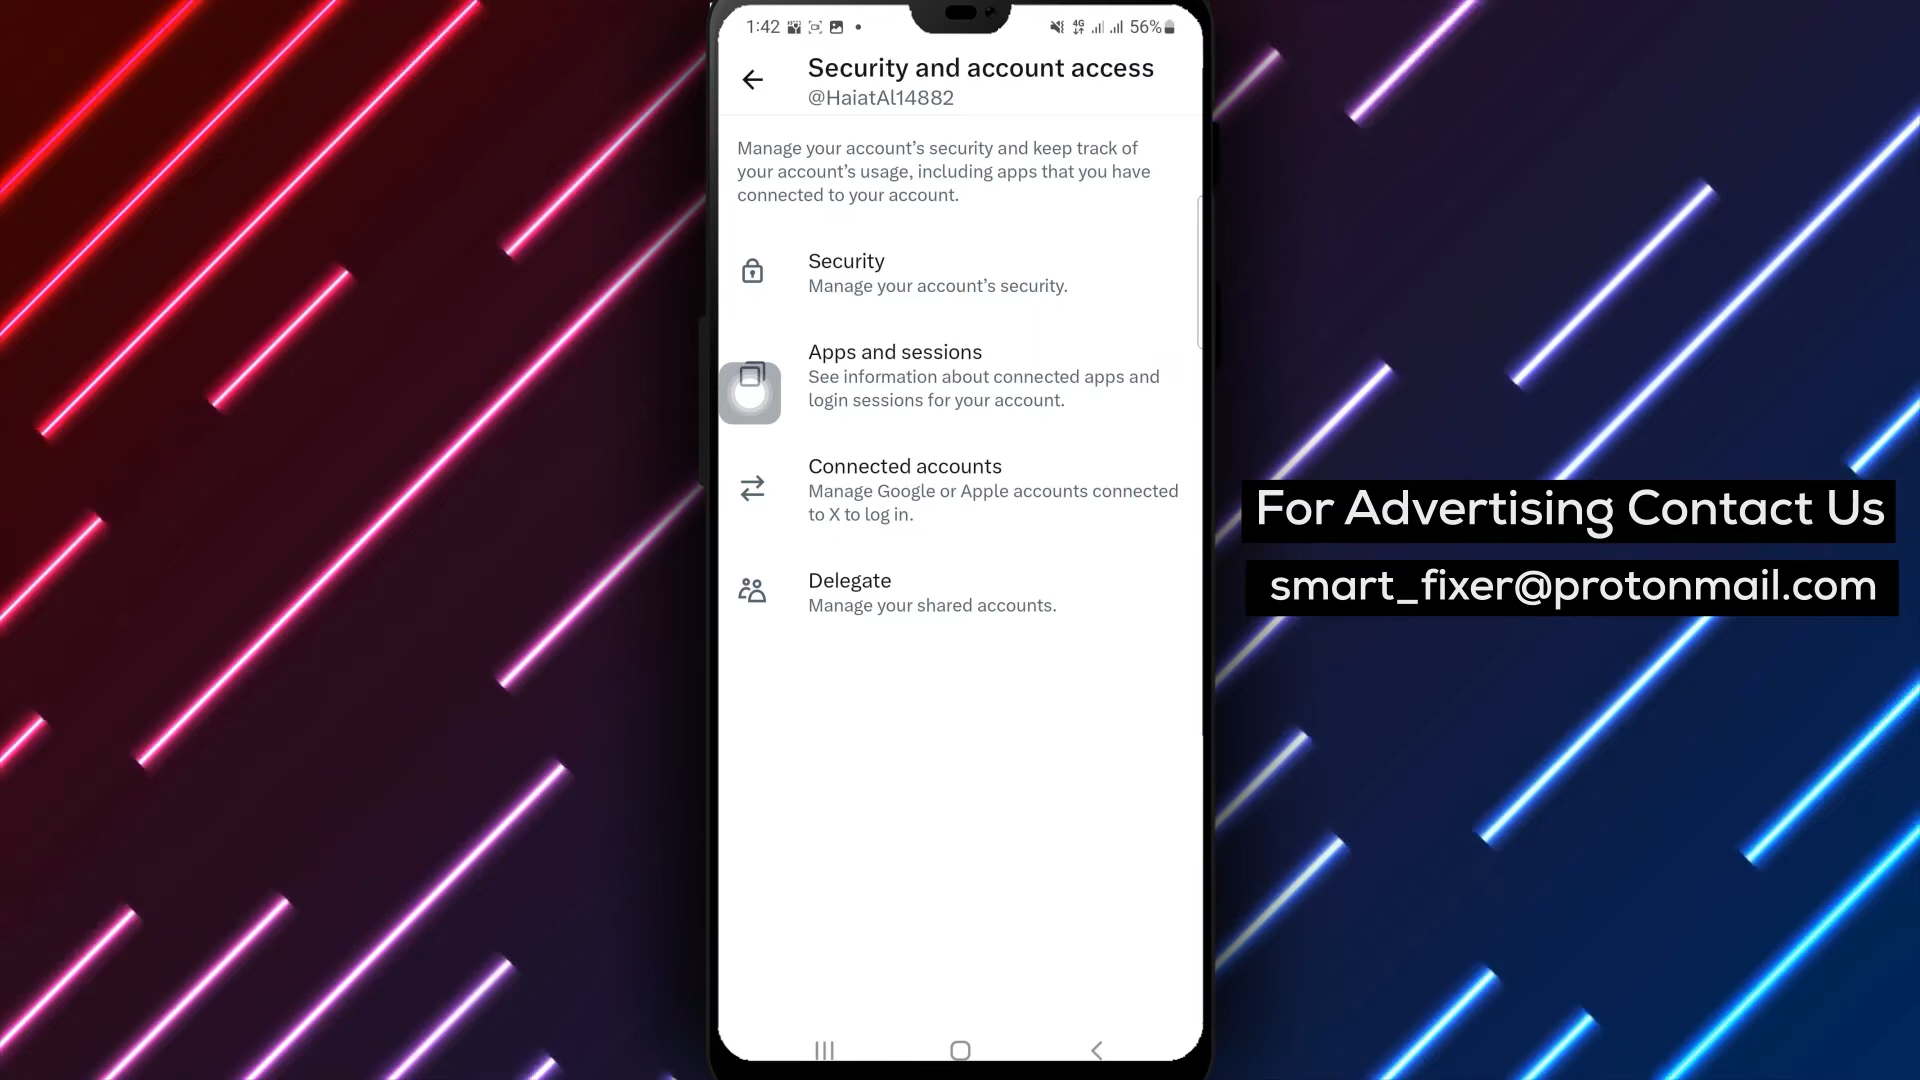 1:42
4G
56%
Security and account access
@HaiatAl14882
Manage your account's security and keep track of
your account's usage, including apps that you have
connected to your account.
Security
Manage your account's security.
Apps and sessions
See information about connected apps and
login sessions for your account.
Connected accounts
Manage Google or Apple accounts connected
to X to log in.
Delegate
Manage your shared accounts.
For Advertising Contact Us
smart_fixer@protonmail.com